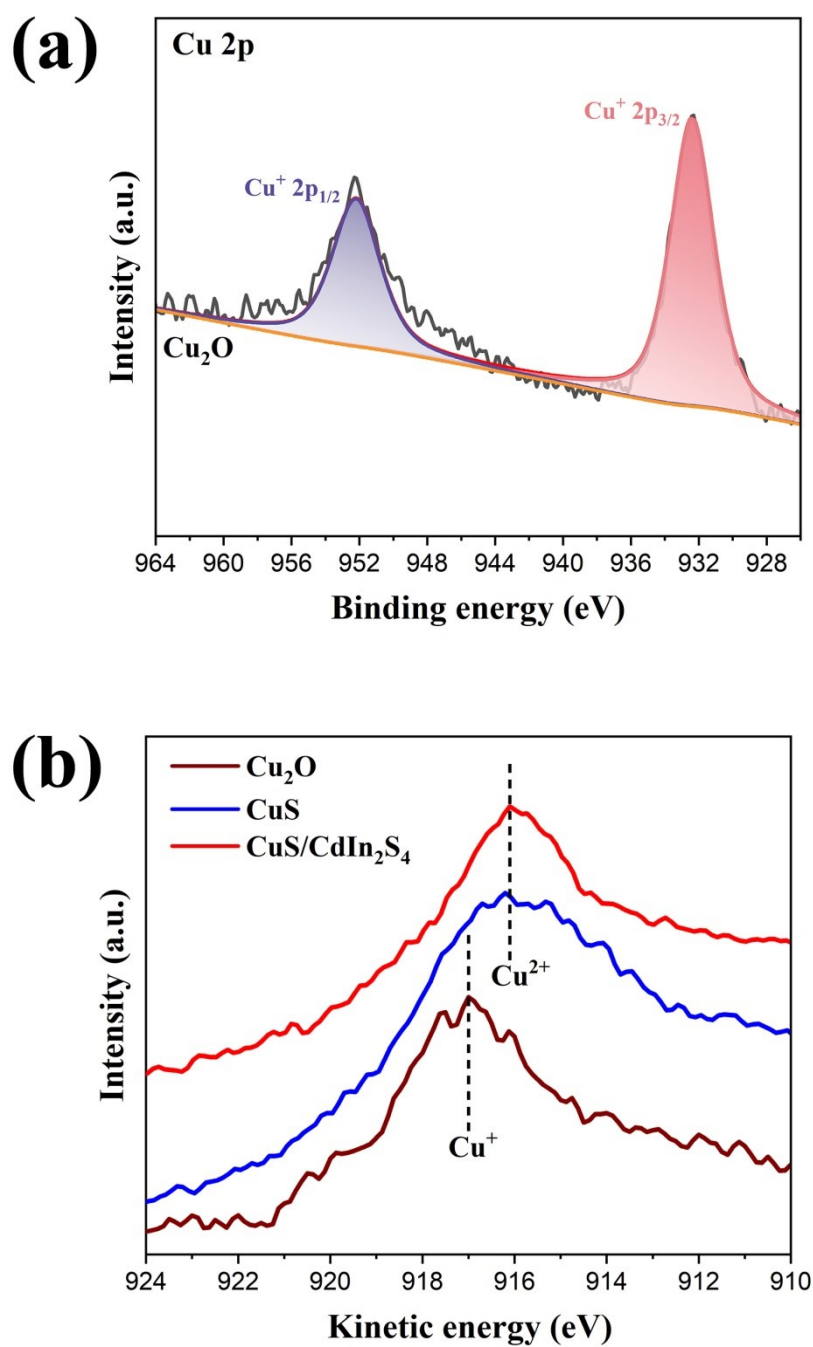 (a)
Cu 2p
Cu⁺ 2p₃/₂
Cu⁺ 2p₁/₂
Cu₂O
Intensity (a.u.)
964 960 956 952 948 944 940 936 932 928
Binding energy (eV)
(b)
Cu₂O
CuS
CuS/CdIn₂S₄
Cu²⁺
Cu⁺
Intensity (a.u.)
924 922 920 918 916 914 912 910
Kinetic energy (eV)